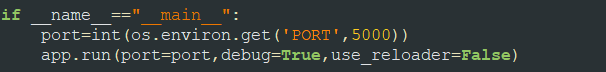 if __name__=="__main__":
    port=int(os.environ.get('PORT',5000))
    app.run(port=port,debug=True,use_reloader=False)